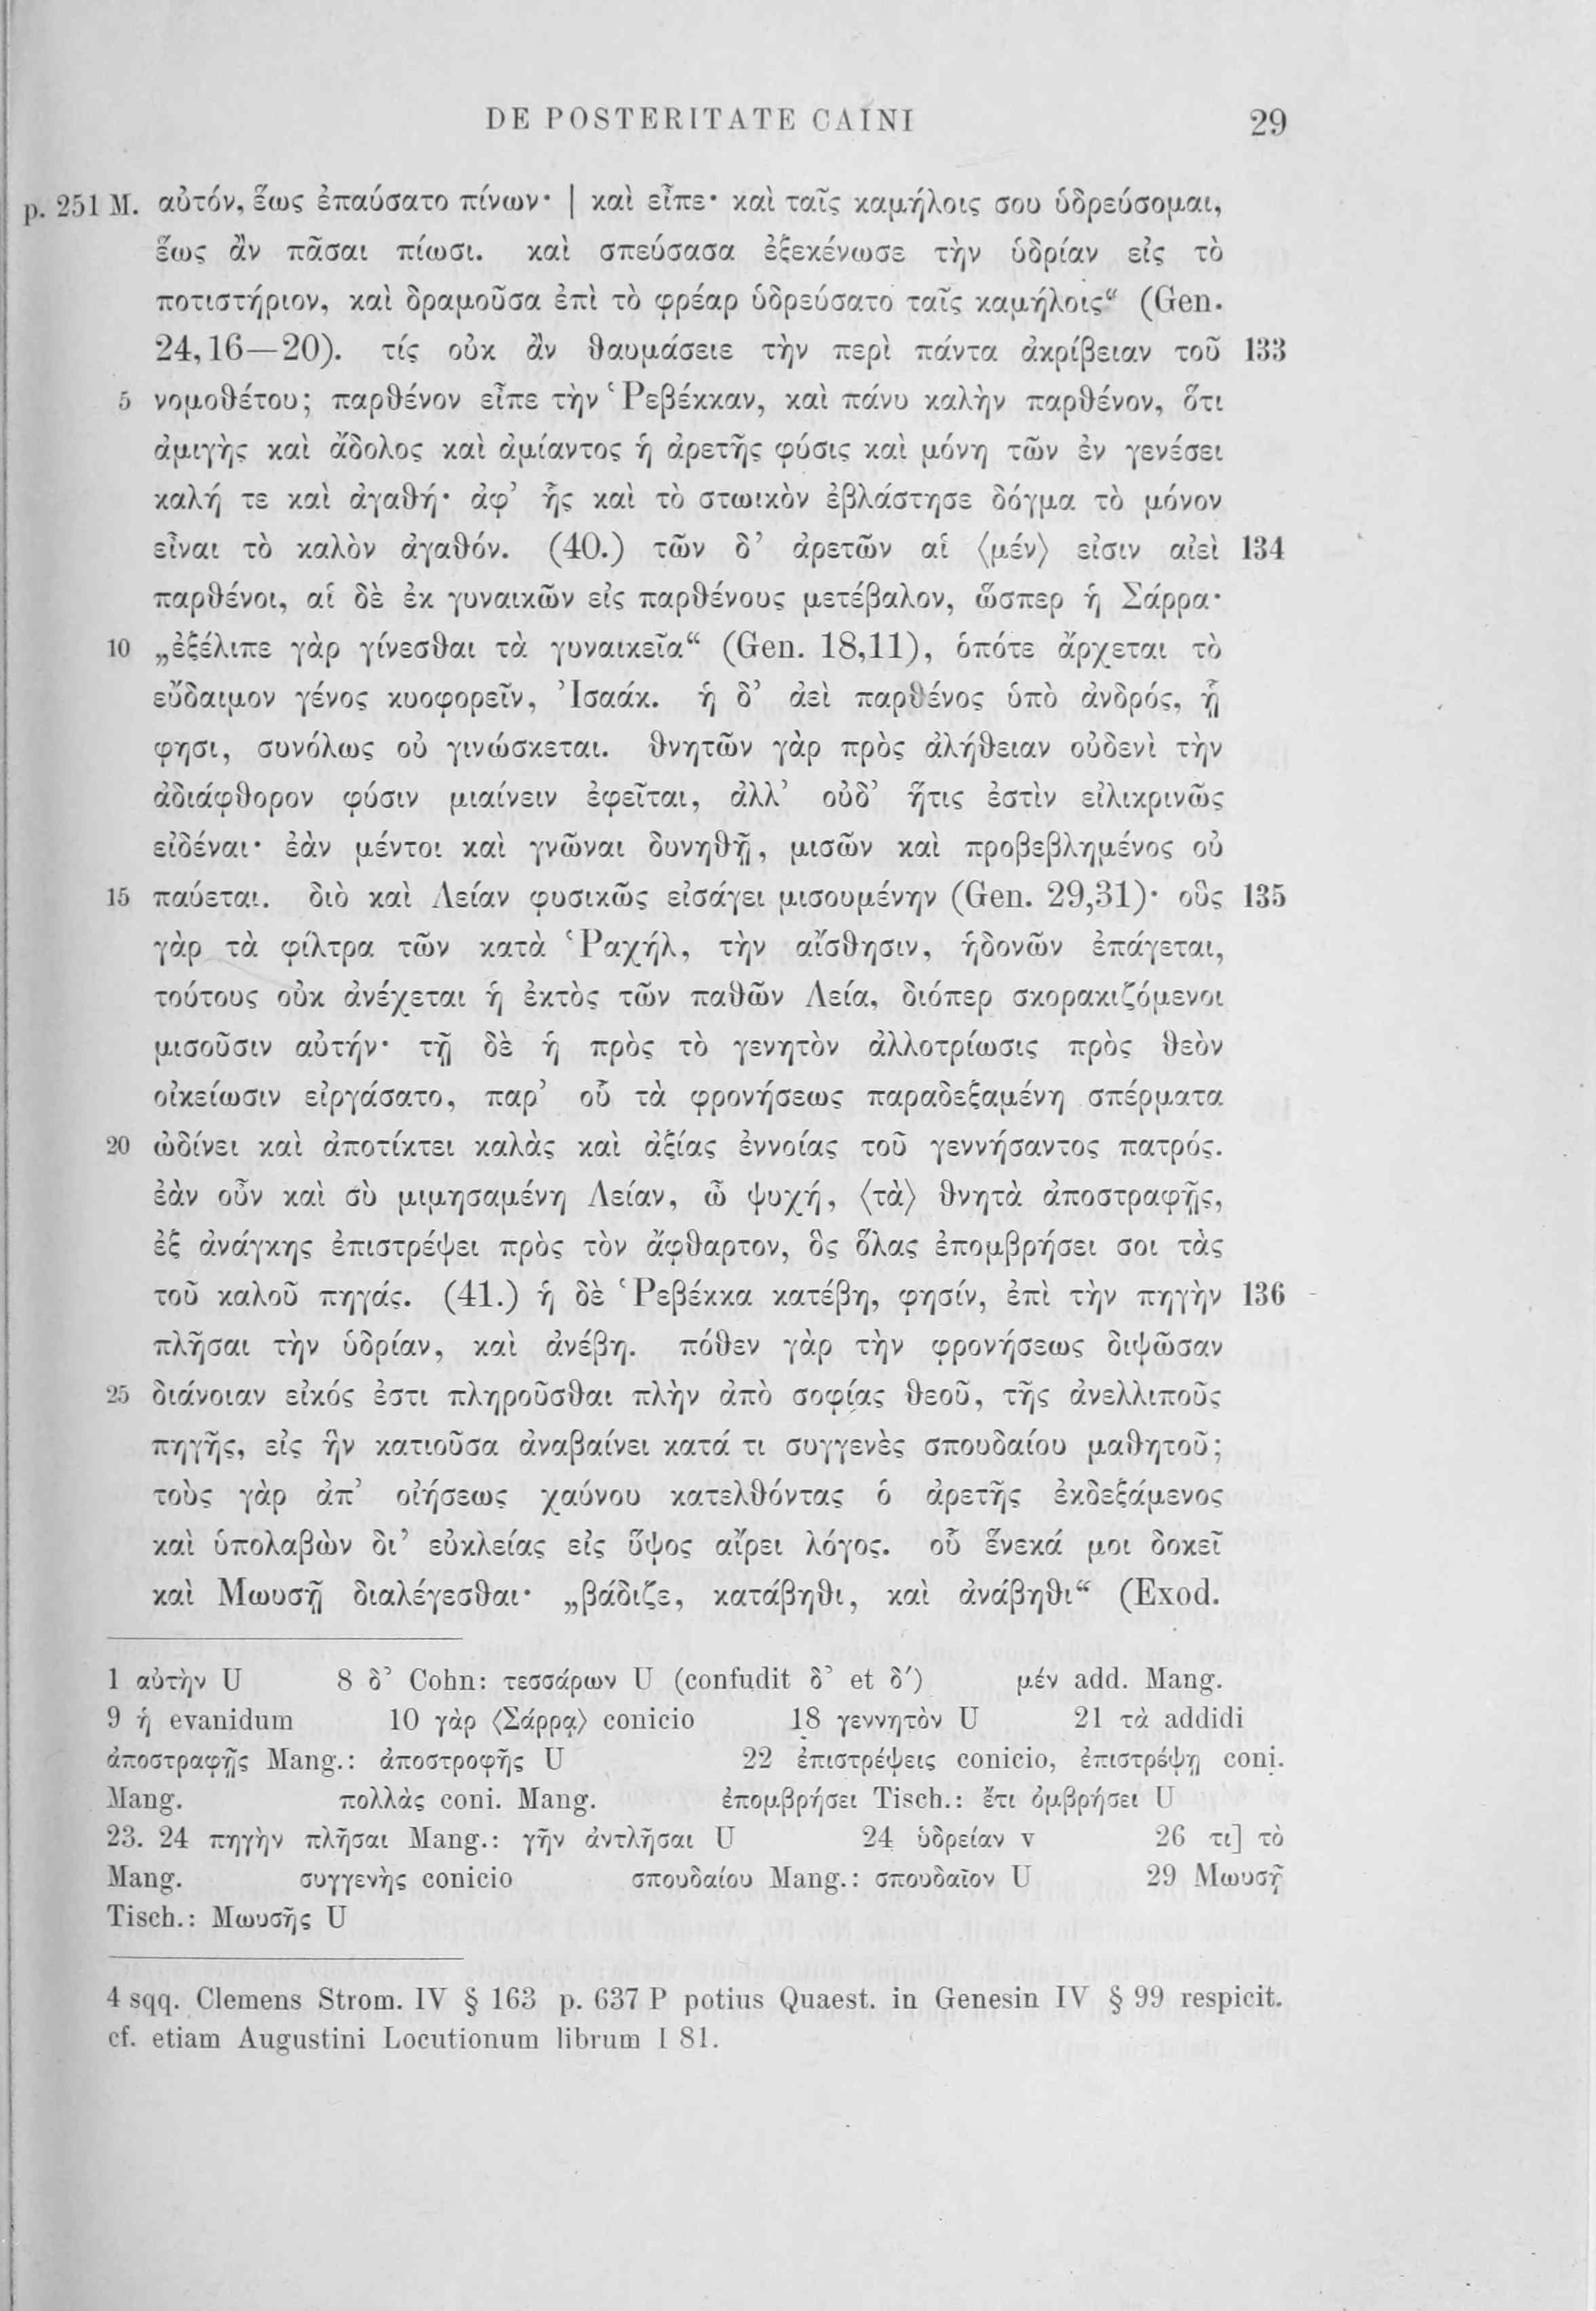 DE POSTERITATE CAINI 29
p. 251 M. αὐτόν, ἕως ἐπαύσατο πίνων· | καὶ εἶπε· καὶ ταῖς καμήλοις σου ὑδρεύσομαι,
ἕως ἂν πᾶσαι πίωσι. καὶ σπεύσασα ἐξεκένωσε τὴν ὑδρίαν εἰς τὸ
ποτιστήριον, καὶ δραμοῦσα ἐπὶ τὸ φρέαρ ὑδρεύσατο ταῖς καμήλοις“ (Gen.
24,16—20). τίς οὐκ ἂν θαυμάσειε τὴν περὶ πάντα ἀκρίβειαν τοῦ 133
5 νομοθέτου; παρθένον εἶπε τὴν Ῥεβέκκαν, καὶ πάνυ καλὴν παρθένον, ὅτι
ἀμιγὴς καὶ ἄδολος καὶ ἀμίαντος ἡ ἀρετῆς φύσις καὶ μόνη τῶν ἐν γενέσει
καλή τε καὶ ἀγαθή· ἀφ’ ἧς καὶ τὸ στωικὸν ἐβλάστησε δόγμα τὸ μόνον
εἶναι τὸ καλὸν ἀγαθόν. (40.) τῶν δ’ ἀρετῶν αἱ ⟨μέν⟩ εἰσιν αἰεὶ 134
παρθένοι, αἱ δὲ ἐκ γυναικῶν εἰς παρθένους μετέβαλον, ὥσπερ ἡ Σάρρα·
10 „ἐξέλιπε γὰρ γίνεσθαι τὰ γυναικεῖα“ (Gen. 18,11), ὁπότε ἄρχεται τὸ
εὔδαιμον γένος κυοφορεῖν, Ἰσαάκ. ἡ δ’ ἀεὶ παρθένος ὑπὸ ἀνδρός, ᾗ
φησι, συνόλως οὐ γινώσκεται. θνητῶν γὰρ πρὸς ἀλήθειαν οὐδενὶ τὴν
ἀδιάφθορον φύσιν μιαίνειν ἐφεῖται, ἀλλ’ οὐδ’ ἥτις ἐστὶν εἰλικρινῶς
εἰδέναι· ἐὰν μέντοι καὶ γνῶναι δυνηθῇ, μισῶν καὶ προβεβλημένος οὐ
15 παύεται. διὸ καὶ Λείαν φυσικῶς εἰσάγει μισουμένην (Gen. 29,31)· οὓς 135
γὰρ τὰ φίλτρα τῶν κατὰ Ῥαχήλ, τὴν αἴσθησιν, ἡδονῶν ἐπάγεται,
τούτους οὐκ ἀνέχεται ἡ ἐκτὸς τῶν παθῶν Λεία, διόπερ σκορακιζόμενοι
μισοῦσιν αὐτήν· τῇ δὲ ἡ πρὸς τὸ γενητὸν ἀλλοτρίωσις πρὸς θεὸν
οἰκείωσιν εἰργάσατο, παρ’ οὗ τὰ φρονήσεως παραδεξαμένη σπέρματα
20 ὠδίνει καὶ ἀποτίκτει καλὰς καὶ ἀξίας ἐννοίας τοῦ γεννήσαντος πατρός.
ἐὰν οὖν καὶ σὺ μιμησαμένη Λείαν, ὦ ψυχή, ⟨τὰ⟩ θνητὰ ἀποστραφῇς,
ἐξ ἀνάγκης ἐπιστρέψει πρὸς τὸν ἄφθαρτον, ὃς ὅλας ἐπομβρήσει σοι τὰς
τοῦ καλοῦ πηγάς. (41.) ἡ δὲ Ῥεβέκκα κατέβη, φησίν, ἐπὶ τὴν πηγὴν 136
πλῆσαι τὴν ὑδρίαν, καὶ ἀνέβη. πόθεν γὰρ τὴν φρονήσεως διψῶσαν
25 διάνοιαν εἰκός ἐστι πληροῦσθαι πλὴν ἀπὸ σοφίας θεοῦ, τῆς ἀνελλιποῦς
πηγῆς, εἰς ἣν κατιοῦσα ἀναβαίνει κατά τι συγγενὲς σπουδαίου μαθητοῦ;
τοὺς γὰρ ἀπ’ οἰήσεως χαύνου κατελθόντας ὁ ἀρετῆς ἐκδεξάμενος
καὶ ὑπολαβὼν δι’ εὐκλείας εἰς ὕψος αἴρει λόγος. οὗ ἕνεκά μοι δοκεῖ
καὶ Μωυσῇ διαλέγεσθαι· „βάδιζε, κατάβηθι, καὶ ἀνάβηθι“ (Exod.
1 αὐτὴν U 8 δ’ Cohn: τεσσάρων U (confudit δ’ et δ′) μέν add. Mang.
9 ἡ evanidum 10 γὰρ ⟨Σάρρᾳ⟩ conicio 18 γεννητὸν U 21 τὰ addidi
ἀποστραφῇς Mang.: ἀποστροφῆς U 22 ἐπιστρέψεις conicio, ἐπιστρέψῃ coni.
Mang. πολλὰς coni. Mang. ἐπομβρήσει Tisch.: ἔτι ὀμβρήσει U
23. 24 πηγὴν πλῆσαι Mang.: γῆν ἀντλῆσαι U 24 ὑδρείαν v 26 τι] τὸ
Mang. συγγενὴς conicio σπουδαίου Mang.: σπουδαῖον U 29 Μωυσῇ
Tisch.: Μωυσῆς U
4 sqq. Clemens Strom. IV § 163 p. 637 P potius Quaest. in Genesin IV § 99 respicit.
cf. etiam Augustini Locutionum librum I 81.